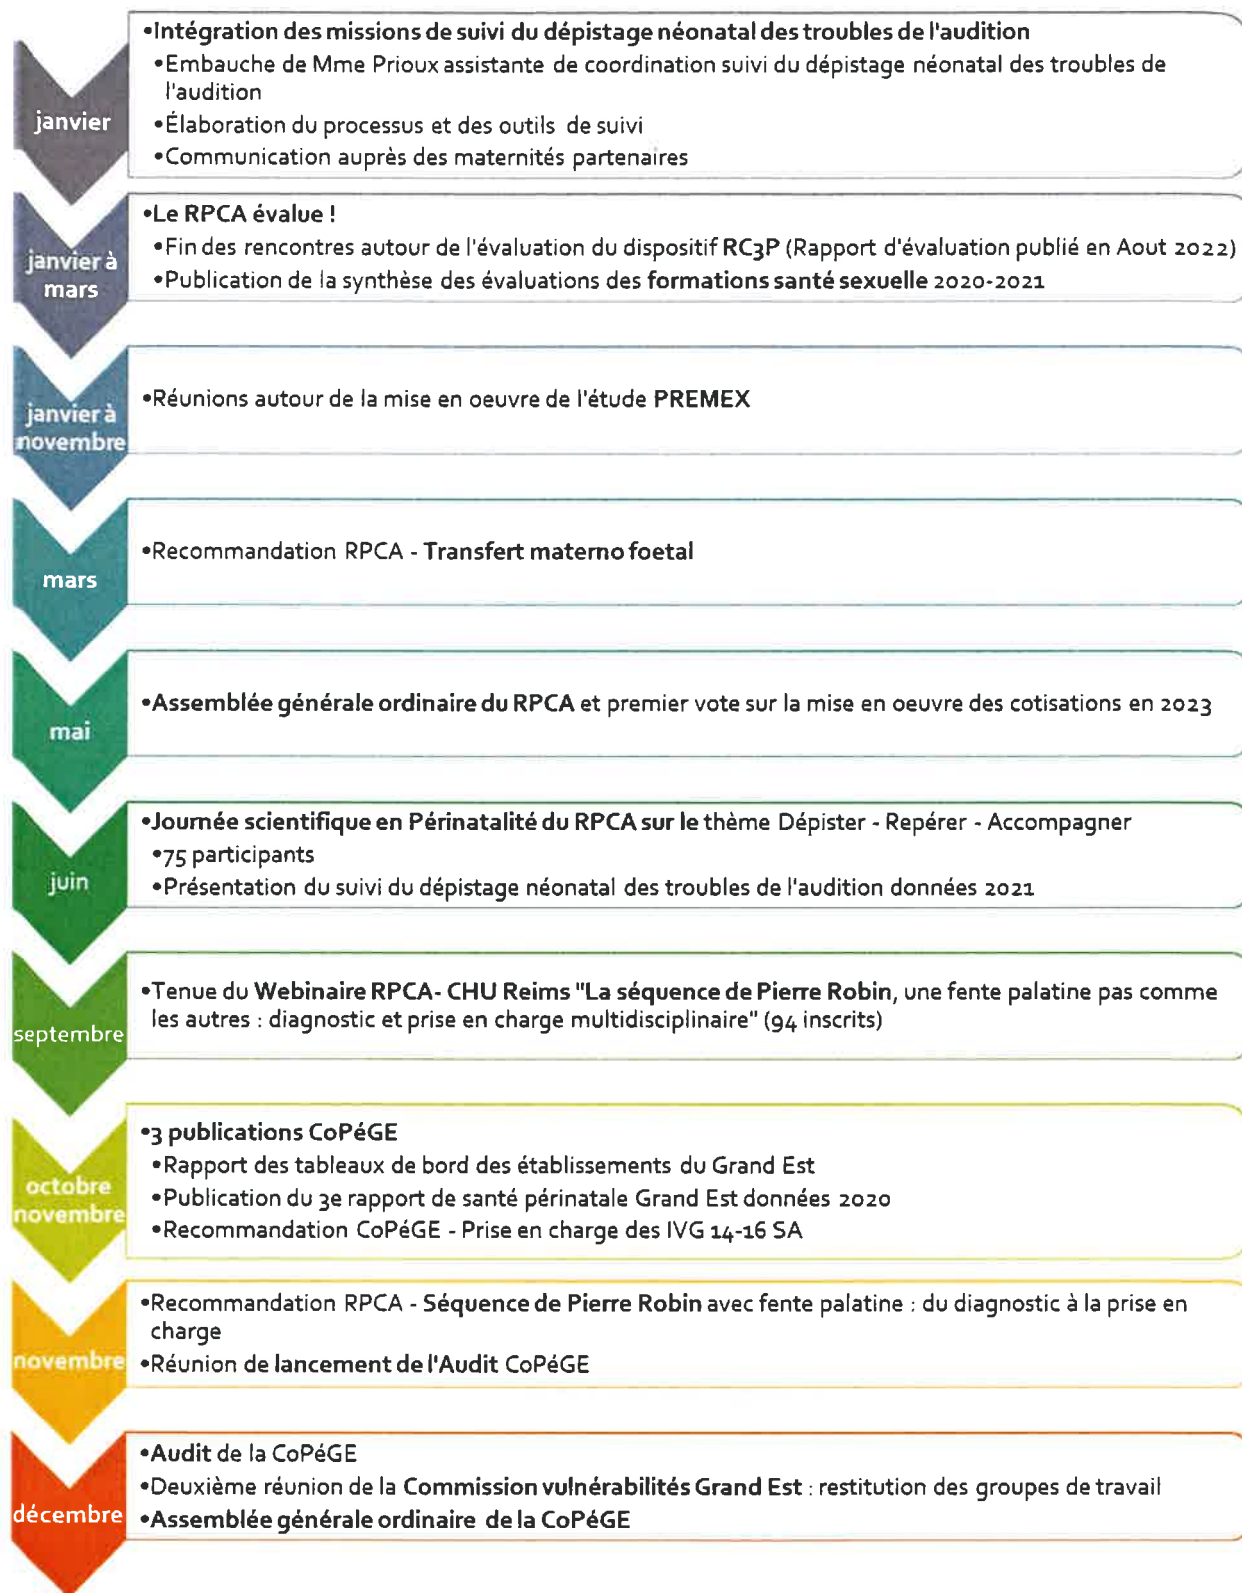 janvier
•Intégration des missions de suivi du dépistage néonatal des troubles de l'audition
•Embauche de Mme Prioux assistante de coordination suivi du dépistage néonatal des troubles de
l'audition
•Élaboration du processus et des outils de suivi
•Communication auprès des maternités partenaires
janvier à
mars
•Le RPCA évalue !
•Fin des rencontres autour de l'évaluation du dispositif RC3P (Rapport d'évaluation publié en Aout 2022)
•Publication de la synthèse des évaluations des formations santé sexuelle 2020-2021
janvier à
novembre
•Réunions autour de la mise en oeuvre de l'étude PREMEX
mars
•Recommandation RPCA - Transfert materno foetal
mai
•Assemblée générale ordinaire du RPCA et premier vote sur la mise en oeuvre des cotisations en 2023
juin
•Journée scientifique en Périnatalité du RPCA sur le thème Dépister - Repérer - Accompagner
•75 participants
•Présentation du suivi du dépistage néonatal des troubles de l'audition données 2021
septembre
•Tenue du Webinaire RPCA- CHU Reims "La séquence de Pierre Robin, une fente palatine pas comme
les autres : diagnostic et prise en charge multidisciplinaire" (94 inscrits)
octobre
novembre
•3 publications CoPéGE
•Rapport des tableaux de bord des établissements du Grand Est
•Publication du 3e rapport de santé périnatale Grand Est données 2020
•Recommandation CoPéGE - Prise en charge des IVG 14-16 SA
novembre
•Recommandation RPCA - Séquence de Pierre Robin avec fente palatine : du diagnostic à la prise en
charge
•Réunion de lancement de l'Audit CoPéGE
décembre
•Audit de la CoPéGE
•Deuxième réunion de la Commission vulnérabilités Grand Est : restitution des groupes de travail
•Assemblée générale ordinaire de la CoPéGE